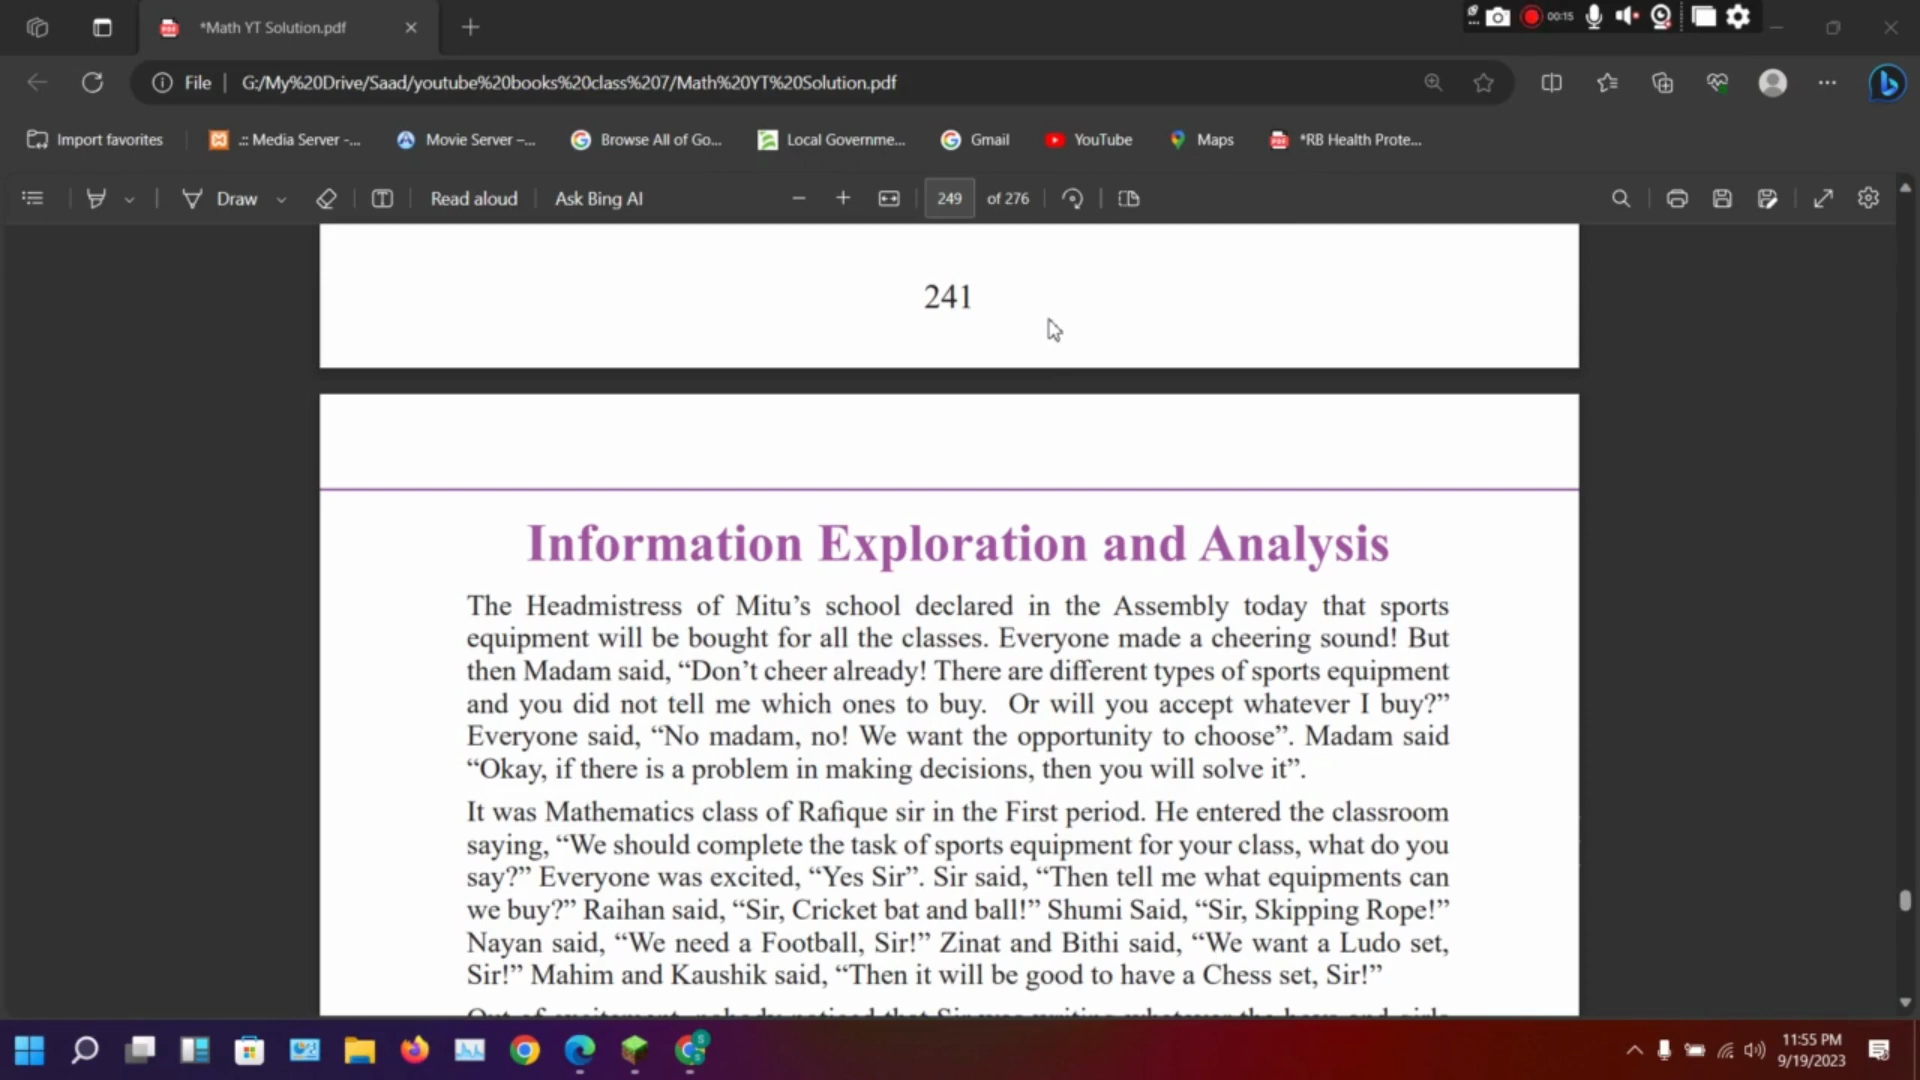 *Math YT Solution.pdf
00:15
File | G:/My%20Drive/Saad/youtube%20books%20class%207/Math%20YT%20Solution.pdf
Import favorites .:: Media Server -... Movie Server –... Browse All of Go... Local Governme... Gmail YouTube Maps *RB Health Prote...
Draw Read aloud Ask Bing AI 249 of 276
241
Information Exploration and Analysis
The Headmistress of Mitu’s school declared in the Assembly today that sports
equipment will be bought for all the classes. Everyone made a cheering sound! But
then Madam said, “Don’t cheer already! There are different types of sports equipment
and you did not tell me which ones to buy. Or will you accept whatever I buy?”
Everyone said, “No madam, no! We want the opportunity to choose”. Madam said
“Okay, if there is a problem in making decisions, then you will solve it”.
It was Mathematics class of Rafique sir in the First period. He entered the classroom
saying, “We should complete the task of sports equipment for your class, what do you
say?” Everyone was excited, “Yes Sir”. Sir said, “Then tell me what equipments can
we buy?” Raihan said, “Sir, Cricket bat and ball!” Shumi Said, “Sir, Skipping Rope!”
Nayan said, “We need a Football, Sir!” Zinat and Bithi said, “We want a Ludo set,
Sir!” Mahim and Kaushik said, “Then it will be good to have a Chess set, Sir!”
11:55 PM
9/19/2023